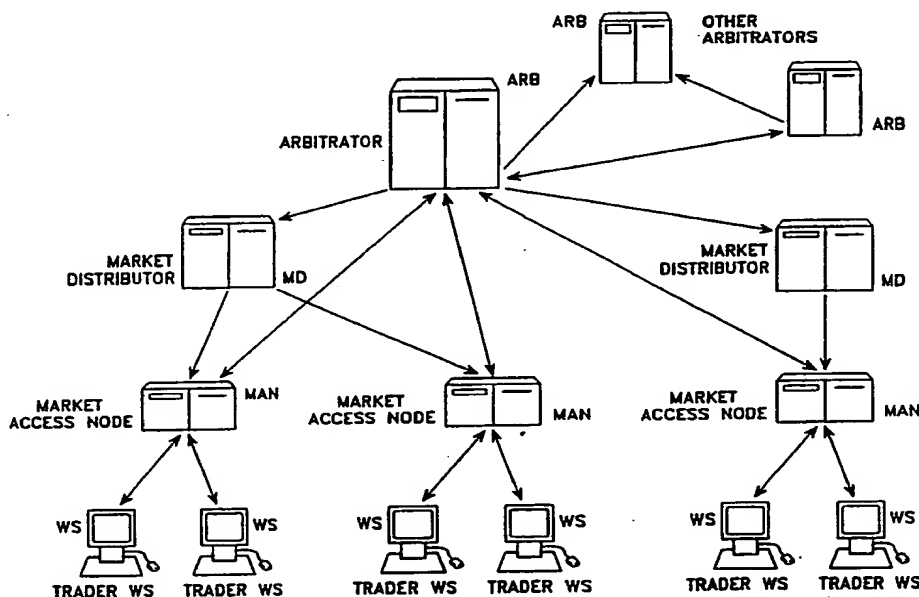 ARB
OTHER
ARBITRATORS
ARB
ARBITRATOR
ARB
MARKET
DISTRIBUTOR
MD
MARKET
DISTRIBUTOR
MD
MARKET
ACCESS NODE
MAN
MARKET
ACCESS NODE
MAN
MARKET
ACCESS NODE
MAN
WS
WS
WS
WS
WS
WS
TRADER WS
TRADER WS
TRADER WS
TRADER WS
TRADER WS
TRADER WS